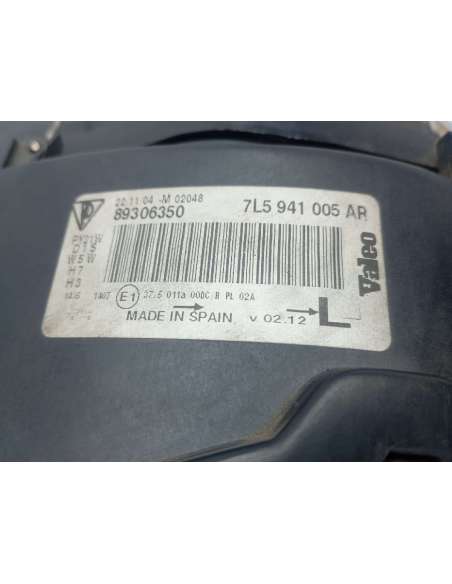 22.11.04 -M 02048
89306350 7L5 941 005 AR
PY21W
D1S
W5W
H7
H3
E1
MADE IN SPAIN v 02.12 L
Valeo